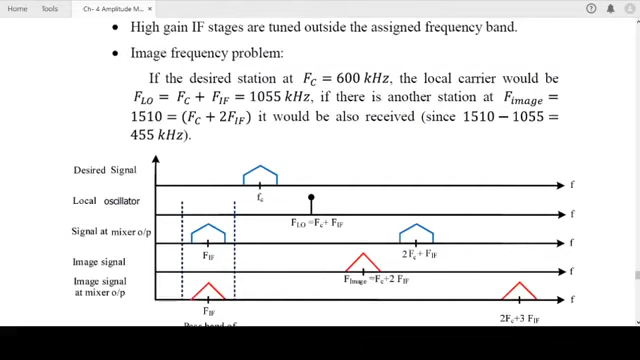 Home Tools Ch- 4 Amplitude M... ×
• High gain IF stages are tuned outside the assigned frequency band.
• Image frequency problem:
If the desired station at F_C = 600 kHz, the local carrier would be
F_LO = F_C + F_IF = 1055 kHz, if there is another station at F_image =
1510 = (F_C + 2F_IF) it would be also received (since 1510 − 1055 =
455 kHz).
Desired Signal
f_c
f
Local oscillator
F_LO =F_c+ F_IF
f
Signal at mixer o/p
F_IF
2 F_c + F_IF
f
Image signal
F_Image =F_c+2 F_IF
f
Image signal
at mixer o/p
F_IF
2F_c+3 F_IF
f
Pass band of